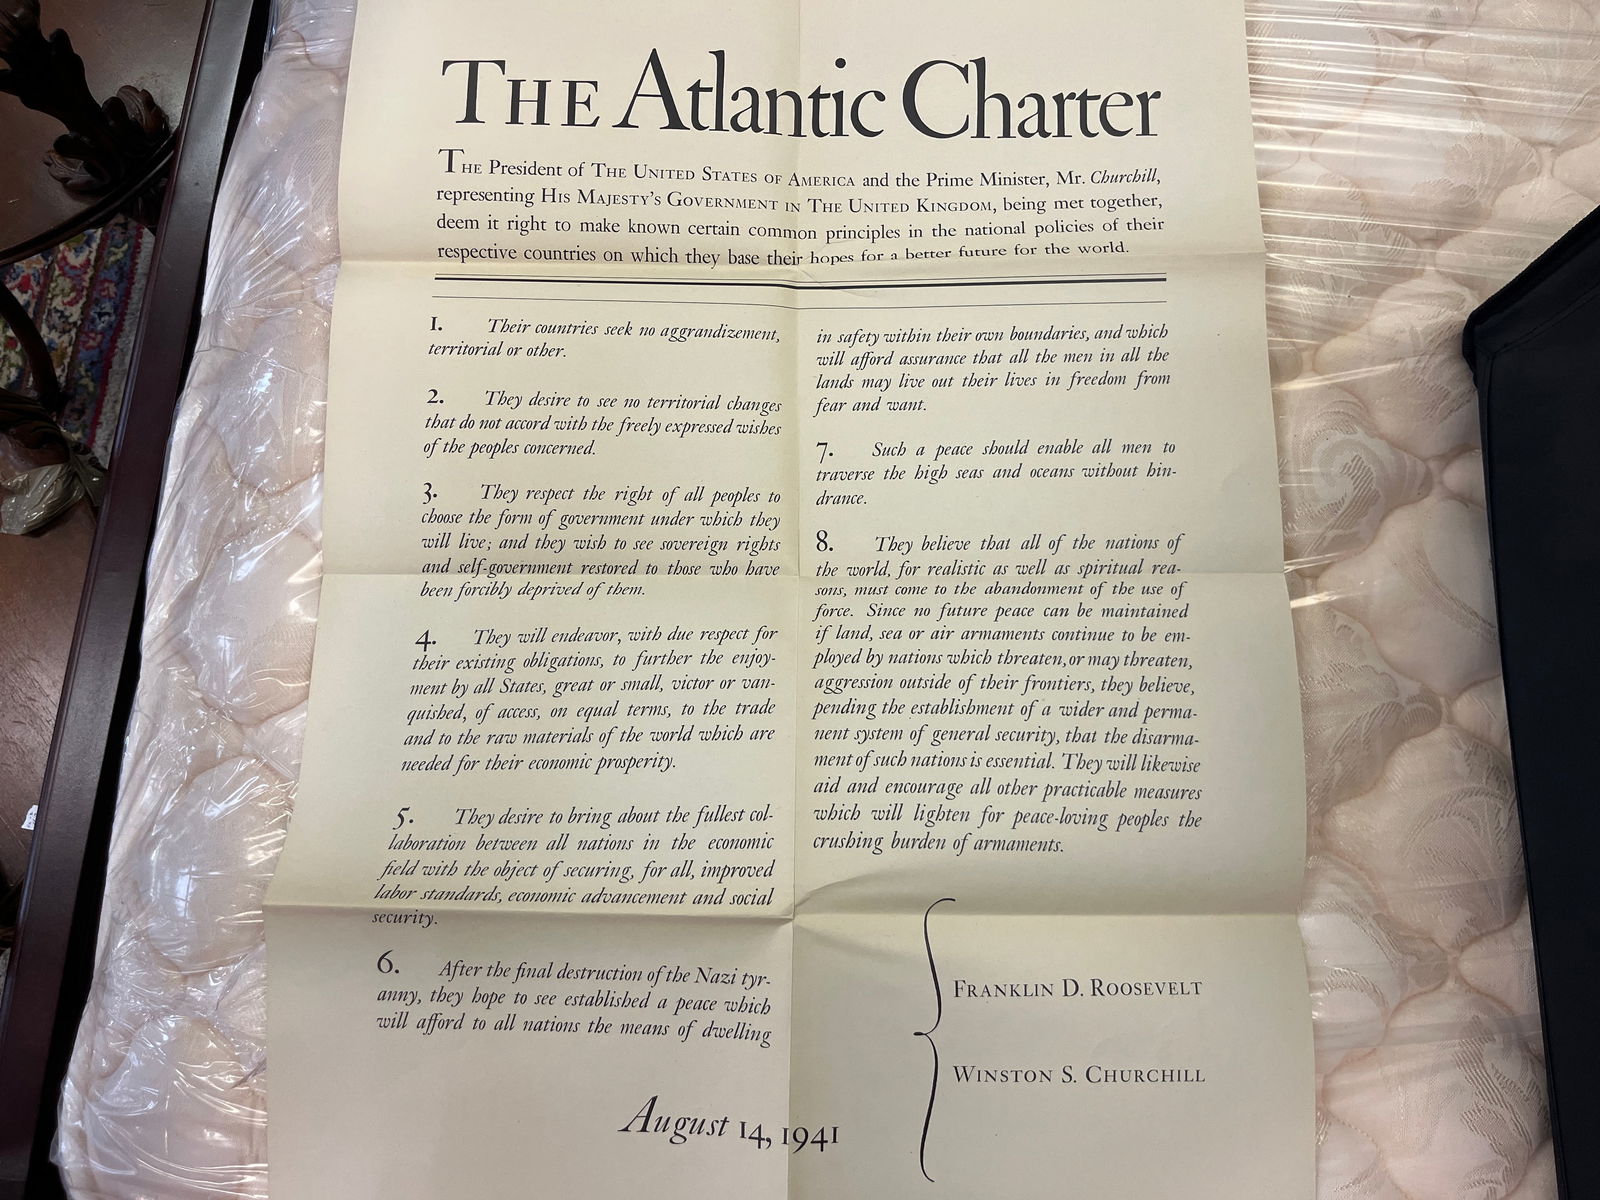 THE Atlantic Charter
THE President of THE UNITED STATES OF AMERICA and the Prime Minister, Mr. Churchill,
representing HIS MAJESTY'S GOVERNMENT IN THE UNITED KINGDOM, being met together,
deem it right to make known certain common principles in the national policies of their
respective countries on which they base their hopes for a better future for the world.
1. Their countries seek no aggrandizement,
territorial or other.
2. They desire to see no territorial changes
that do not accord with the freely expressed wishes
of the peoples concerned.
3. They respect the right of all peoples to
choose the form of government under which they
will live; and they wish to see sovereign rights
and self-government restored to those who have
been forcibly deprived of them.
4. They will endeavor, with due respect for
their existing obligations, to further the enjoy-
ment by all States, great or small, victor or van-
quished, of access, on equal terms, to the trade
and to the raw materials of the world which are
needed for their economic prosperity.
5. They desire to bring about the fullest col-
laboration between all nations in the economic
field with the object of securing, for all, improved
labor standards, economic advancement and social
security.
6. After the final destruction of the Nazi tyr-
anny, they hope to see established a peace which
will afford to all nations the means of dwelling
in safety within their own boundaries, and which
will afford assurance that all the men in all the
lands may live out their lives in freedom from
fear and want.
7. Such a peace should enable all men to
traverse the high seas and oceans without hin-
drance.
8. They believe that all of the nations of
the world, for realistic as well as spiritual rea-
sons, must come to the abandonment of the use of
force. Since no future peace can be maintained
if land, sea or air armaments continue to be em-
ployed by nations which threaten, or may threaten,
aggression outside of their frontiers, they believe,
pending the establishment of a wider and perma-
nent system of general security, that the disarma-
ment of such nations is essential. They will likewise
aid and encourage all other practicable measures
which will lighten for peace-loving peoples the
crushing burden of armaments.
FRANKLIN D. ROOSEVELT
WINSTON S. CHURCHILL
August 14, 1941